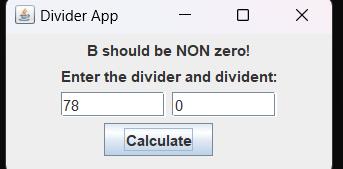 Divider App
B should be NON zero!
Enter the divider and divident:
78 0
Calculate